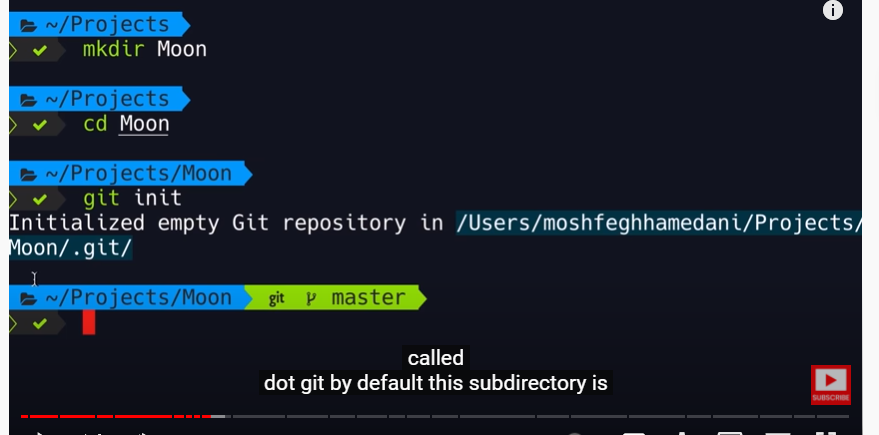 ~/Projects
mkdir Moon
~/Projects
cd Moon
~/Projects/Moon
git init
Initialized empty Git repository in /Users/moshfeghhamedani/Projects/
Moon/.git/
~/Projects/Moon git master
called
dot git by default this subdirectory is
SUBSCRIBE